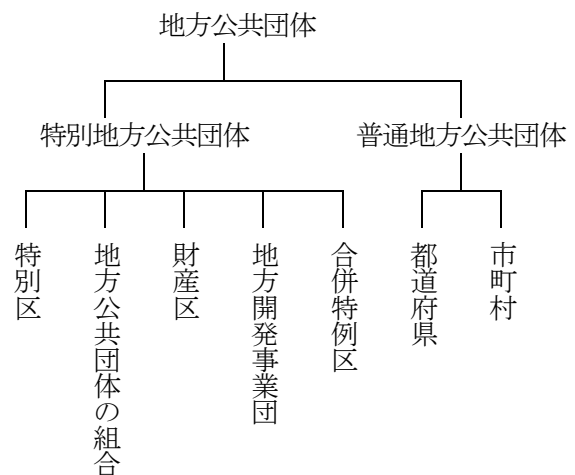 地方公共団体
特別地方公共団体
普通地方公共団体
特別区
地方公共団体の組合
財産区
地方開発事業団
合併特例区
都道府県
市町村